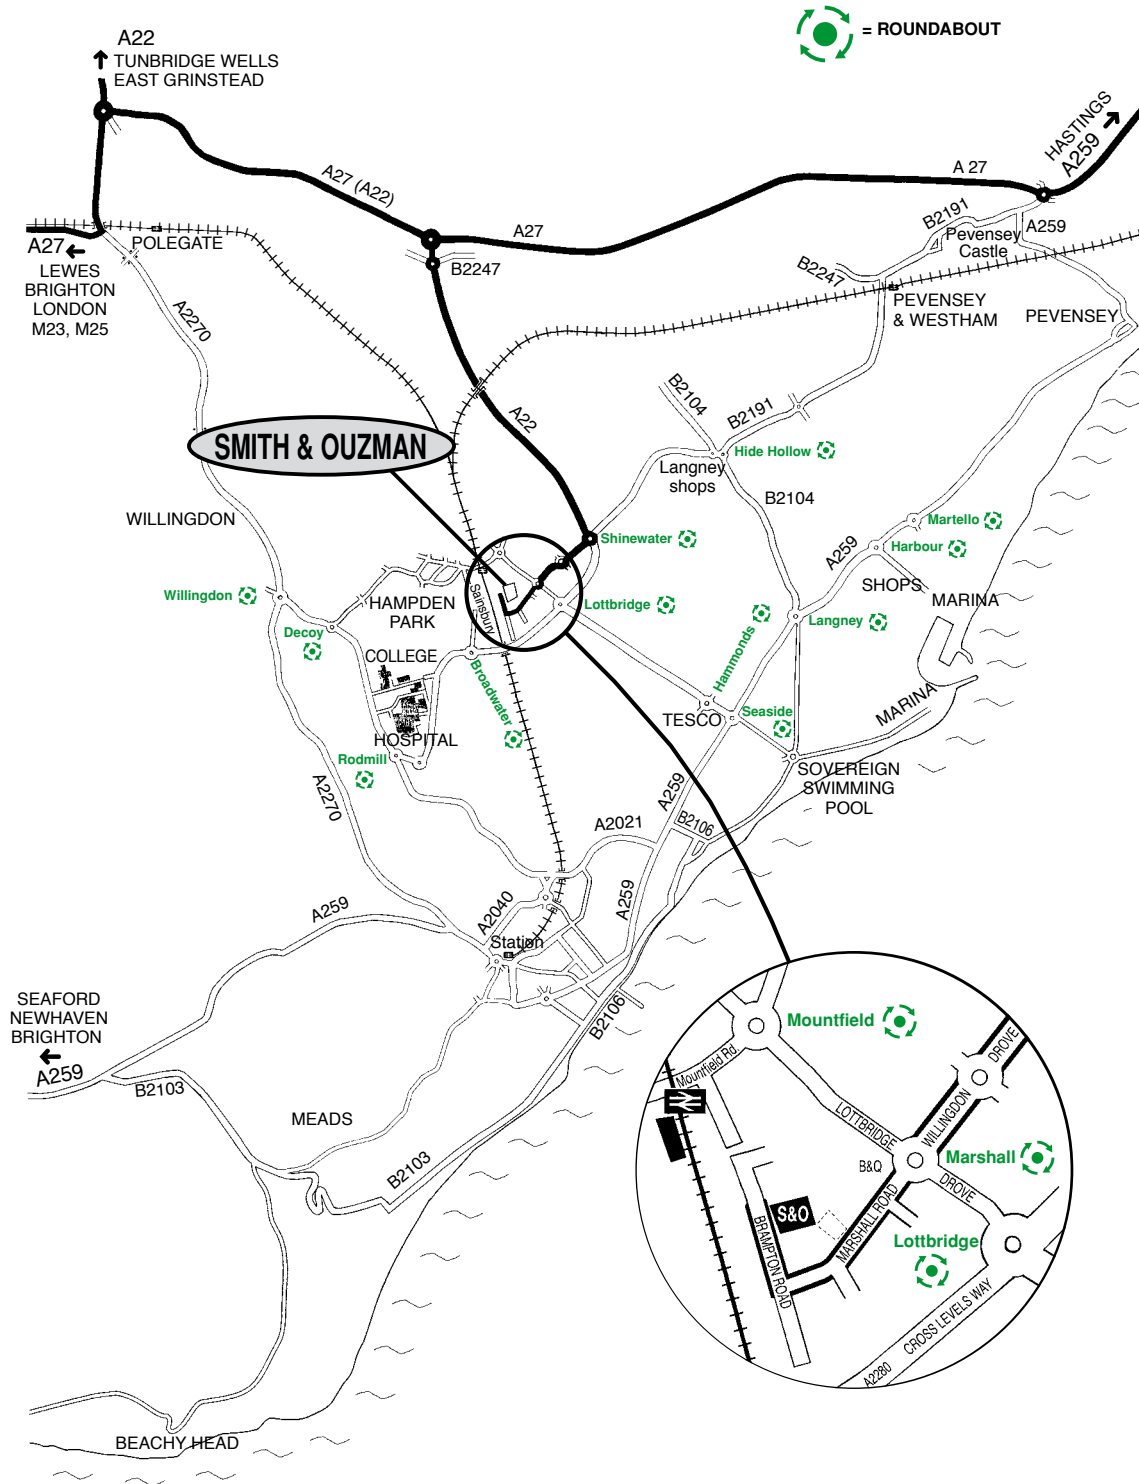 = ROUNDABOUT
A22
TUNBRIDGE WELLS
EAST GRINSTEAD
HASTINGS
A259
A27 (A22)
A 27
A27
B2191
A259
Pevensey
Castle
POLEGATE
A27
LEWES
BRIGHTON
LONDON
M23, M25
B2247
B2247
PEVENSEY
& WESTHAM
PEVENSEY
A2270
A22
B2104
B2191
SMITH & OUZMAN
Hide Hollow
Langney
shops
B2104
WILLINGDON
Martello
Shinewater
A259
Harbour
SHOPS
Willingdon
HAMPDEN
PARK
Sainsbury
Lottbridge
MARINA
Decoy
Hammonds
Langney
COLLEGE
Broadwater
MARINA
TESCO
Seaside
HOSPITAL
Rodmill
SOVEREIGN
SWIMMING
POOL
A2270
A259
B2106
A2021
A259
A259
A2040
Station
SEAFORD
NEWHAVEN
BRIGHTON
A259
B2106
B2103
MEADS
B2103
BEACHY HEAD
Mountfield
Mountfield Rd.
DROVE
LOTTBRIDGE
WILLINGDON
B&Q
Marshall
DROVE
MARSHALL ROAD
S&O
BRAMPTON ROAD
Lottbridge
CROSS LEVELS WAY
A2280